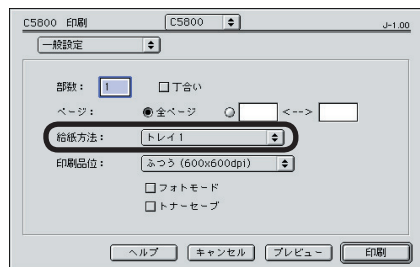 C5800 印刷 C5800 J-1.00
一般設定
部数： 1 丁合い
ページ： 全ページ <-->
給紙方法： トレイ1
印刷品位： ふつう (600x600dpi)
フォトモード
トナーセーブ
ヘルプ キャンセル プレビュー 印刷